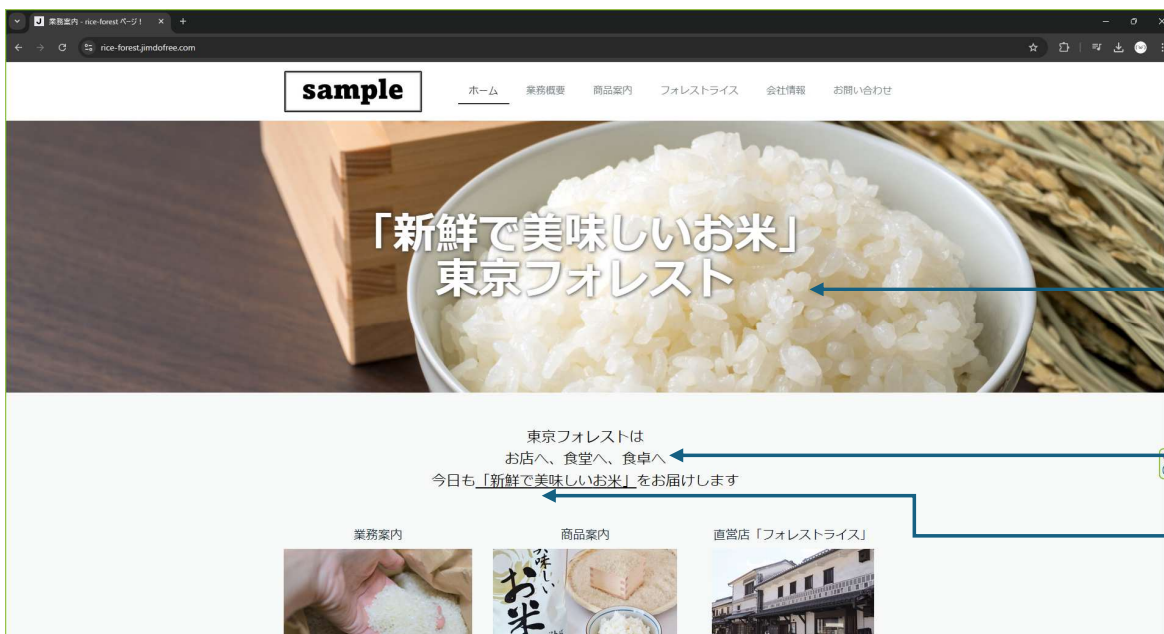 業務案内 - rice-forest ページ！
rice-forest.jimdofree.com
sample
ホーム 業務概要 商品案内 フォレストライス 会社情報 お問い合わせ
「新鮮で美味しいお米」
東京フォレスト
東京フォレストは
お店へ、食堂へ、食卓へ
今日も「新鮮で美味しいお米」をお届けします
業務案内 商品案内 直営店「フォレストライス」
味しい
お米